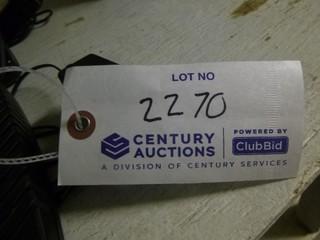 LOT NO
2270
CENTURY AUCTIONS
POWERED BY
ClubBid
A DIVISION OF CENTURY SERVICES